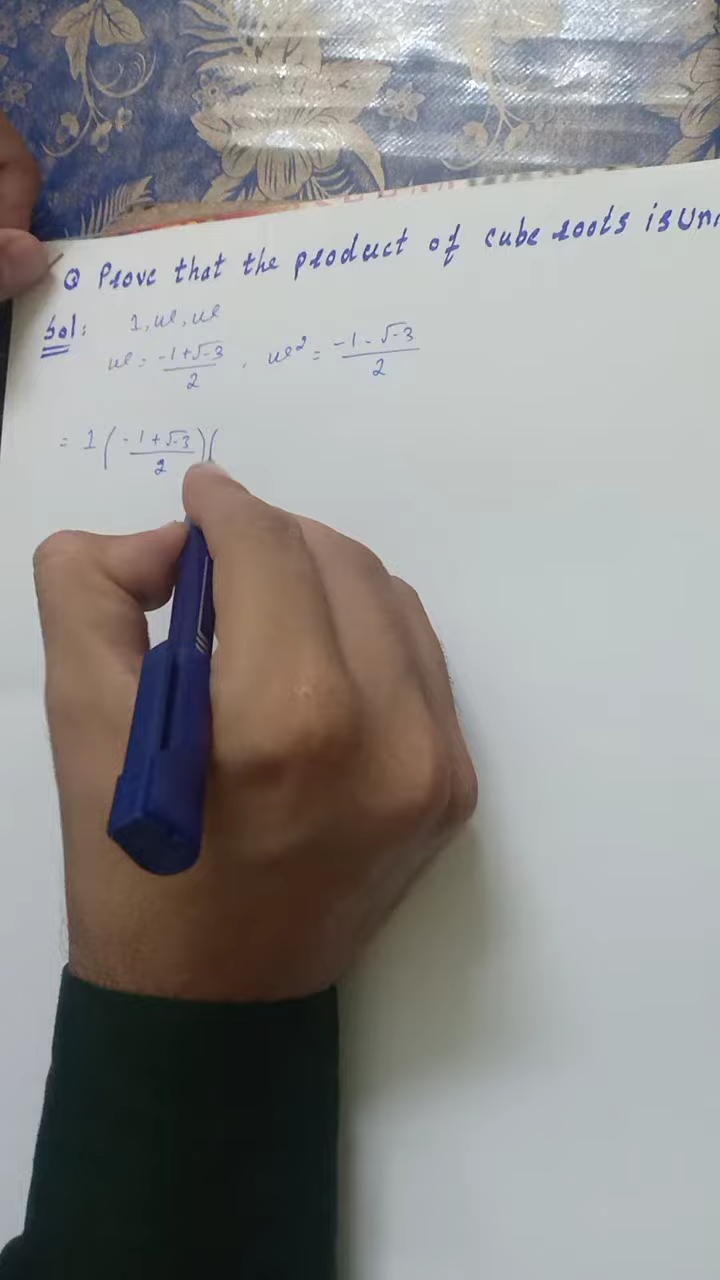 Q Prove that the product of cube roots is
Sol: 1, ω, ω
ω = (-1+√-3)/2 , ω² = (-1-√-3)/2
= 1 ( (-1+√-3)/2 ) (